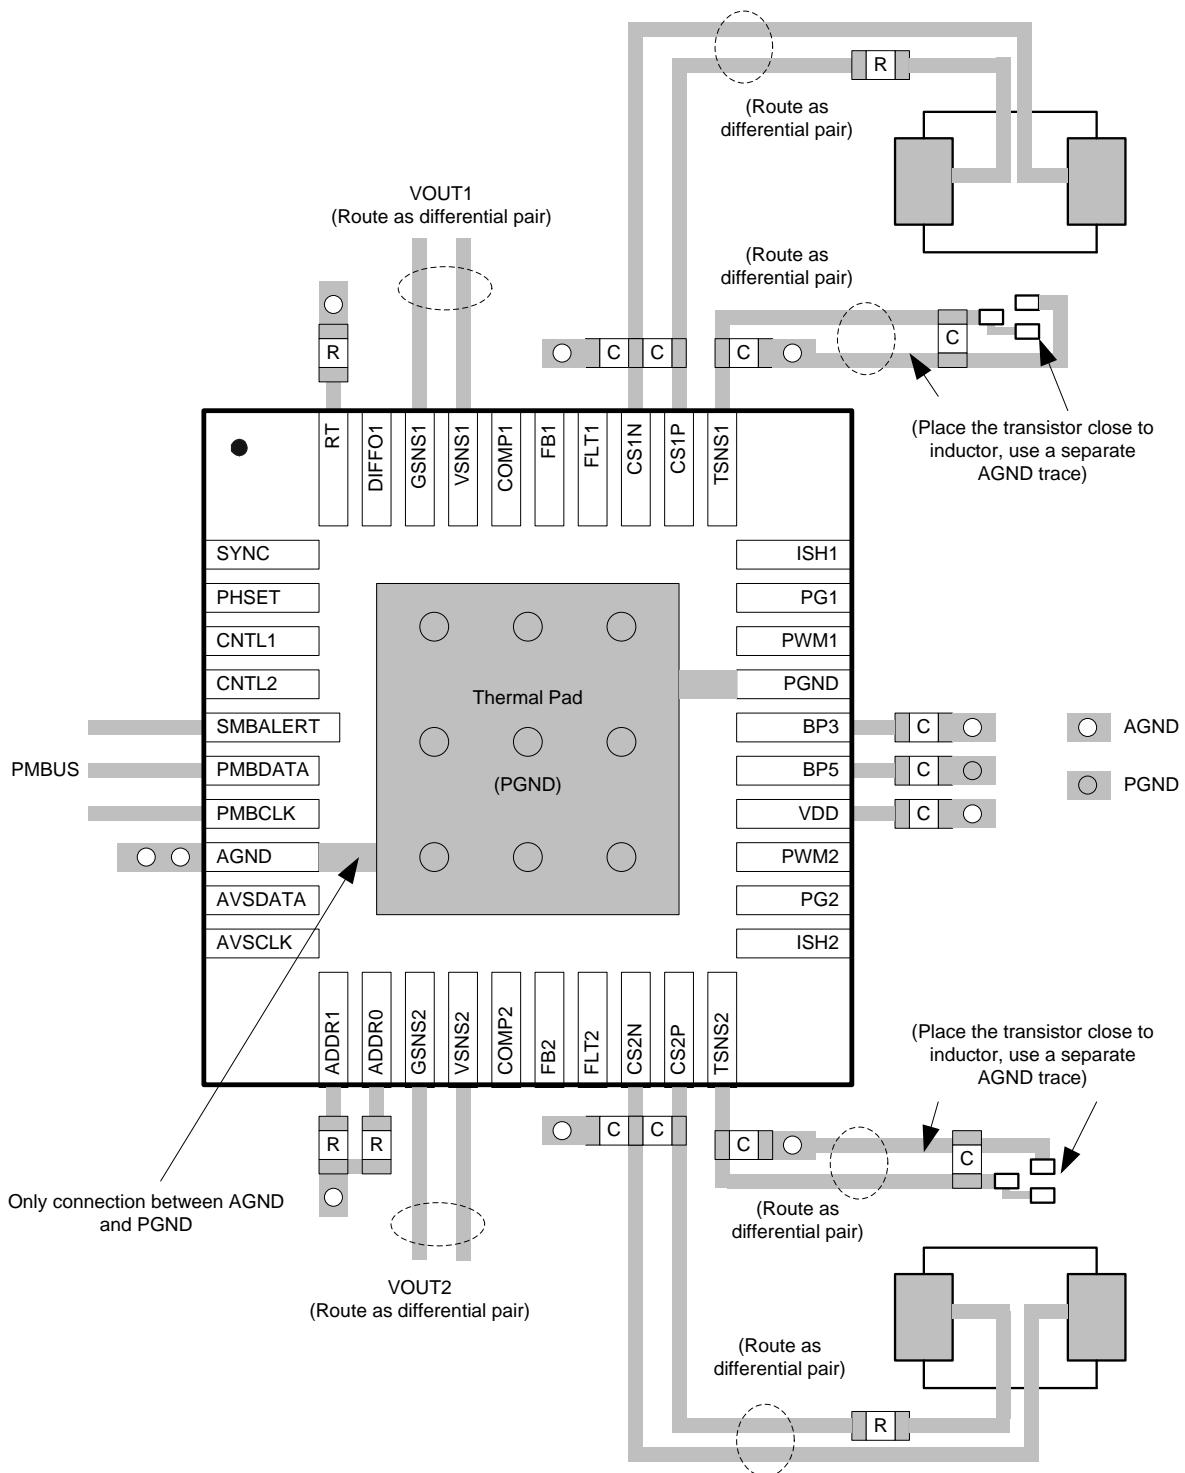 R
(Route as
differential pair)
VOUT1
(Route as differential pair)
(Route as
differential pair)
R
C
C
C
C
(Place the transistor close to
inductor, use a separate
AGND trace)
RT
DIFFO1
GSNS1
VSNS1
COMP1
FB1
FLT1
CS1N
CS1P
TSNS1
SYNC
PHSET
CNTL1
CNTL2
SMBALERT
PMBUS
PMBDATA
PMBCLK
AGND
AVSDATA
AVSCLK
Thermal Pad
(PGND)
ISH1
PG1
PWM1
PGND
BP3
C
BP5
C
VDD
C
PWM2
PG2
ISH2
AGND
PGND
ADDR1
ADDR0
GSNS2
VSNS2
COMP2
FB2
FLT2
CS2N
CS2P
TSNS2
(Place the transistor close to
inductor, use a separate
AGND trace)
R
R
C
C
C
C
Only connection between AGND
and PGND
(Route as
differential pair)
VOUT2
(Route as differential pair)
(Route as
differential pair)
R